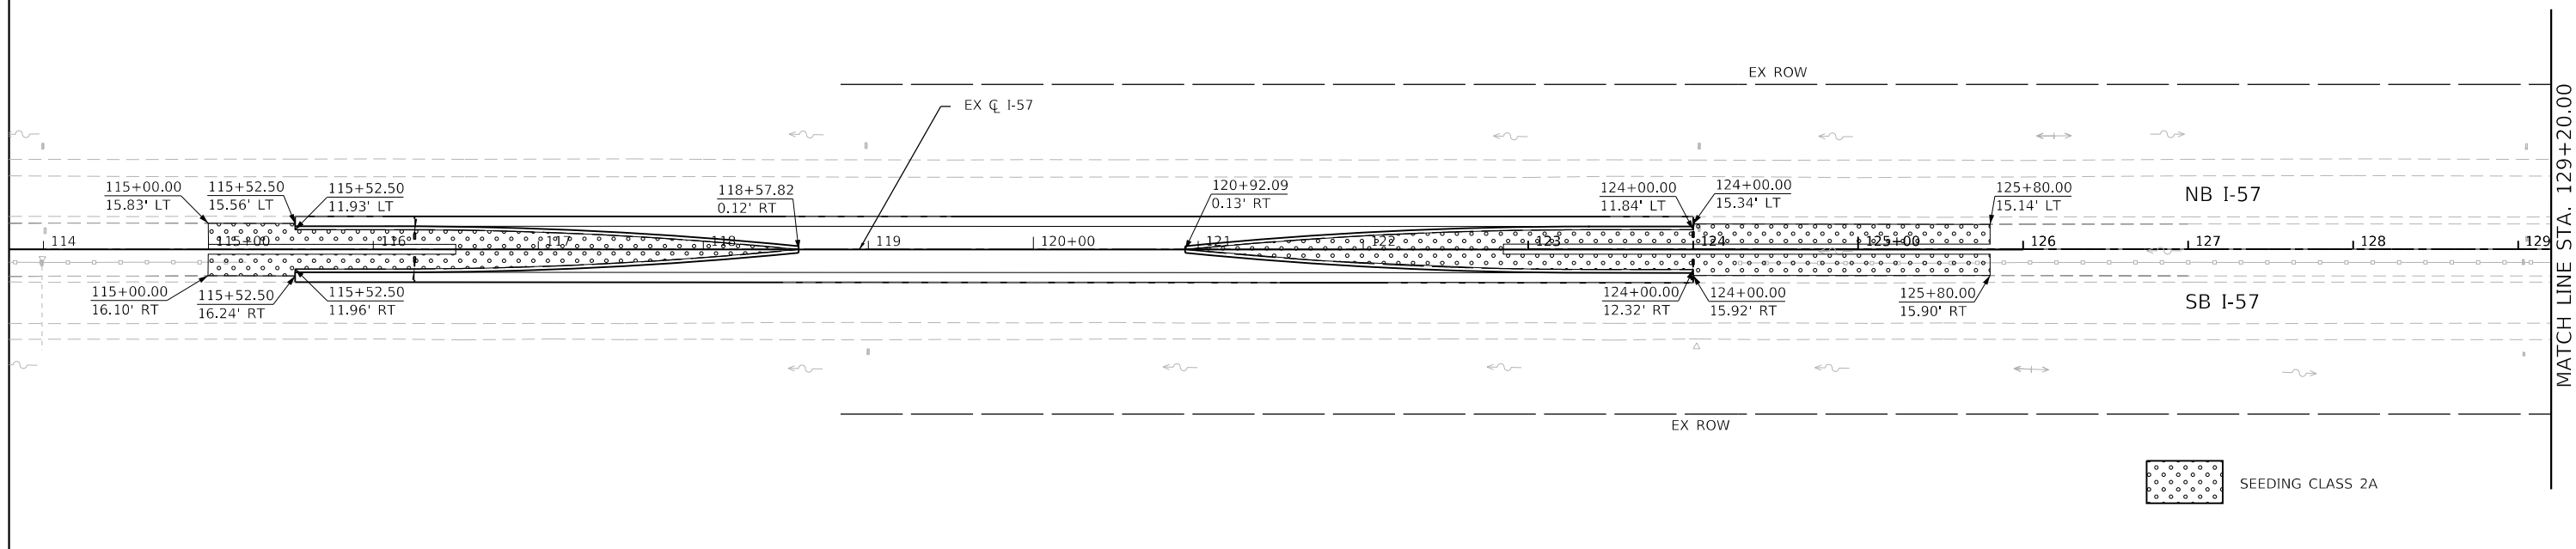 EX ROW
EX ℄ I-57
MATCH LINE STA. 129+20.00
115+00.00
15.83' LT
115+52.50
15.56' LT
115+52.50
11.93' LT
118+57.82
0.12' RT
120+92.09
0.13' RT
124+00.00
11.84' LT
124+00.00
15.34' LT
125+80.00
15.14' LT
NB I-57
114
115+00
116
117
118
119
120+00
121
122
123
124
125+00
126
127
128
129
115+00.00
16.10' RT
115+52.50
16.24' RT
115+52.50
11.96' RT
124+00.00
12.32' RT
124+00.00
15.92' RT
125+80.00
15.90' RT
SB I-57
EX ROW
SEEDING CLASS 2A